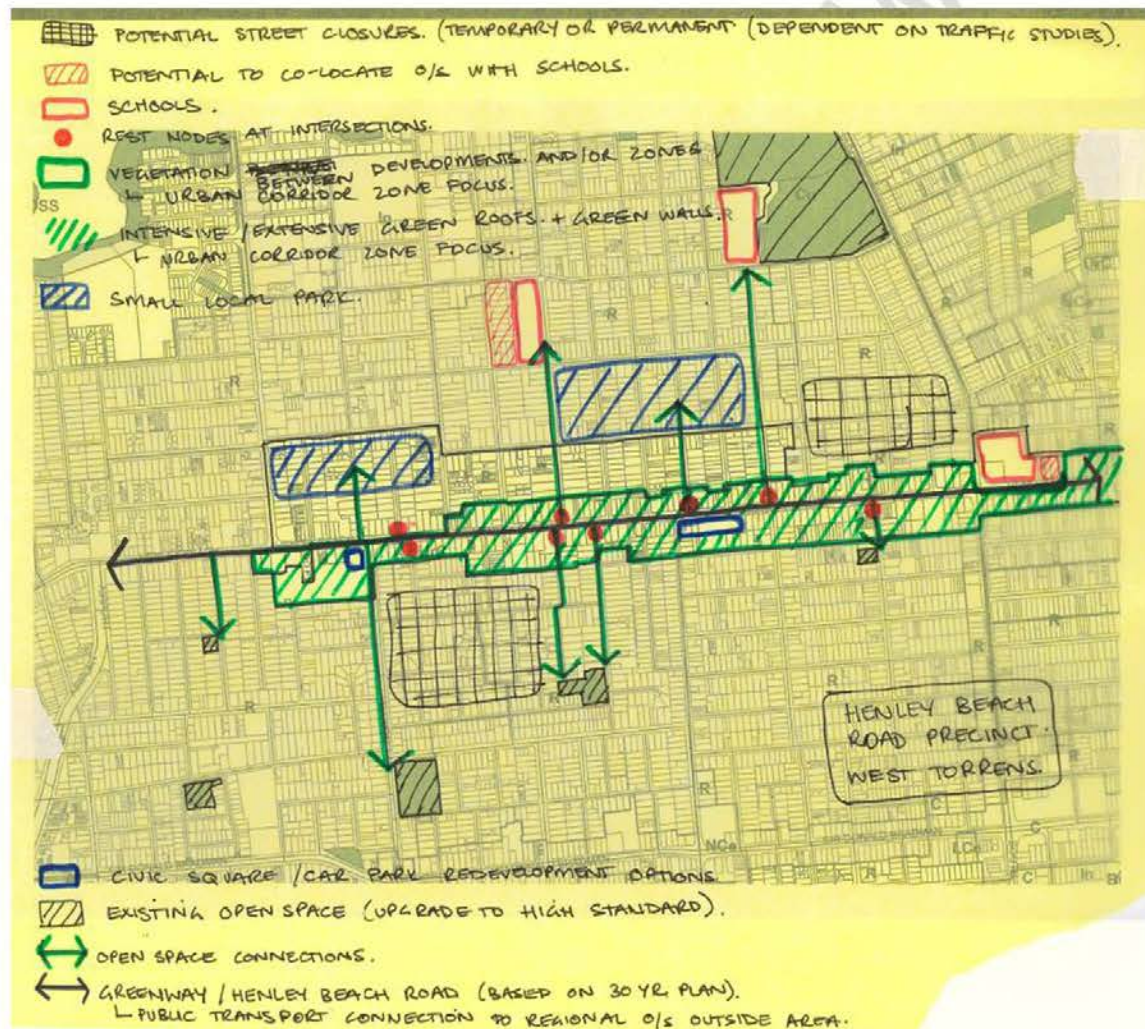 POTENTIAL STREET CLOSURES. (TEMPORARY OR PERMANENT (DEPENDENT ON TRAFFIC STUDIES).
POTENTIAL TO CO-LOCATE O/S WITH SCHOOLS.
SCHOOLS.
REST NODES AT INTERSECTIONS.
VEGETATION BETWEEN DEVELOPMENTS. AND/OR ZONES
URBAN CORRIDOR ZONE FOCUS.
INTENSIVE/EXTENSIVE GREEN ROOFS. + GREEN WALLS.
URBAN CORRIDOR ZONE FOCUS.
SMALL LOCAL PARK.
SS
R
R
R
R
R
R
R
R
R
R
HENLEY BEACH
ROAD PRECINCT.
WEST TORRENS.
NCe
C
C
LCe
CIVIC SQUARE / CAR PARK REDEVELOPMENT OPTIONS.
EXISTING OPEN SPACE (UPGRADE TO HIGH STANDARD).
OPEN SPACE CONNECTIONS.
GREENWAY / HENLEY BEACH ROAD (BASED ON 30 YR PLAN).
PUBLIC TRANSPORT CONNECTION TO REGIONAL O/S OUTSIDE AREA.